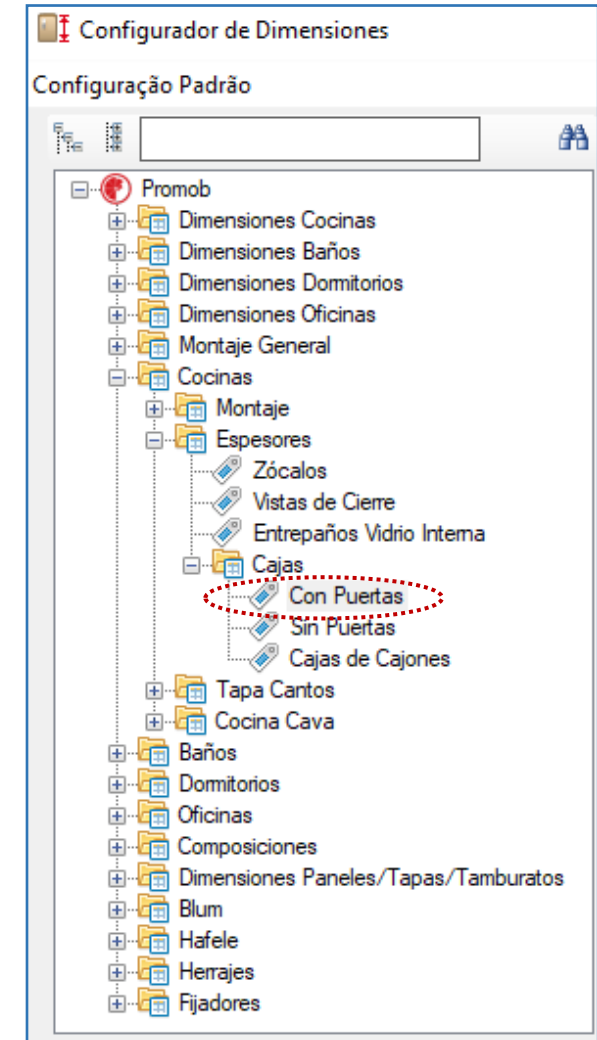 Configurador de Dimensiones
Configuração Padrão
Promob
Dimensiones Cocinas
Dimensiones Baños
Dimensiones Dormitorios
Dimensiones Oficinas
Montaje General
Cocinas
Montaje
Espesores
Zócalos
Vistas de Cierre
Entrepaños Vidrio Interna
Cajas
Con Puertas
Sin Puertas
Cajas de Cajones
Tapa Cantos
Cocina Cava
Baños
Dormitorios
Oficinas
Composiciones
Dimensiones Paneles/Tapas/Tamburatos
Blum
Hafele
Herrajes
Fijadores